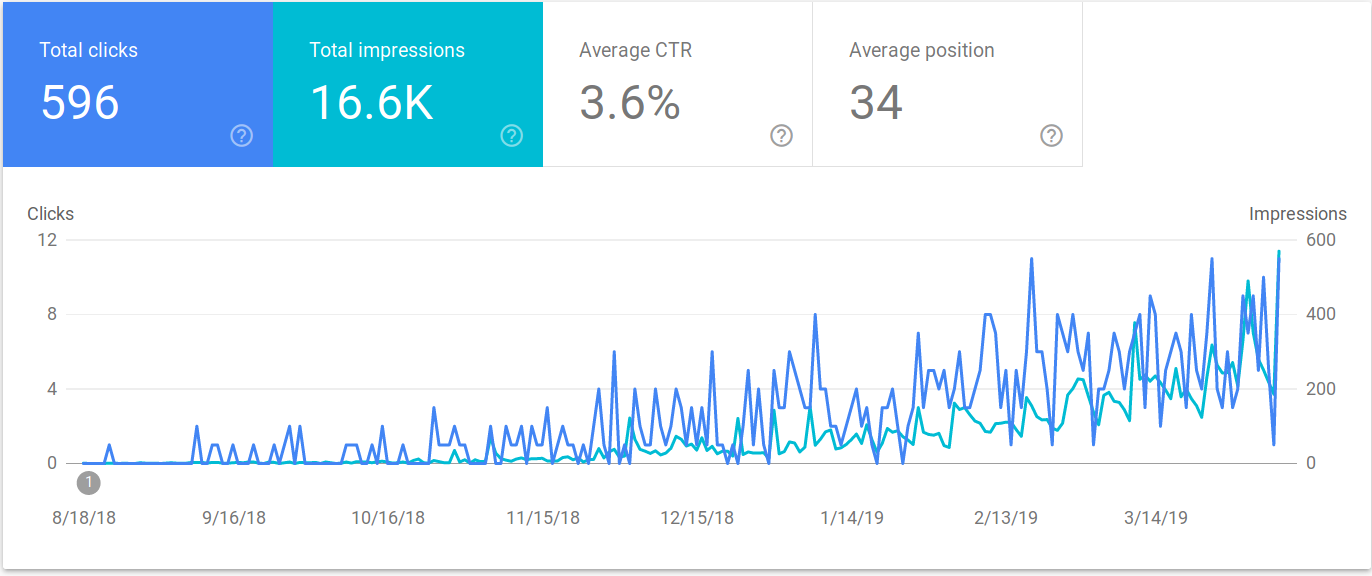 Total clicks Total impressions Average CTR Average position
596 16.6K 3.6% 34
? ? ? ?
Clicks Impressions
12 600
8 400
4 200
0 0
1
8/18/18 9/16/18 10/16/18 11/15/18 12/15/18 1/14/19 2/13/19 3/14/19